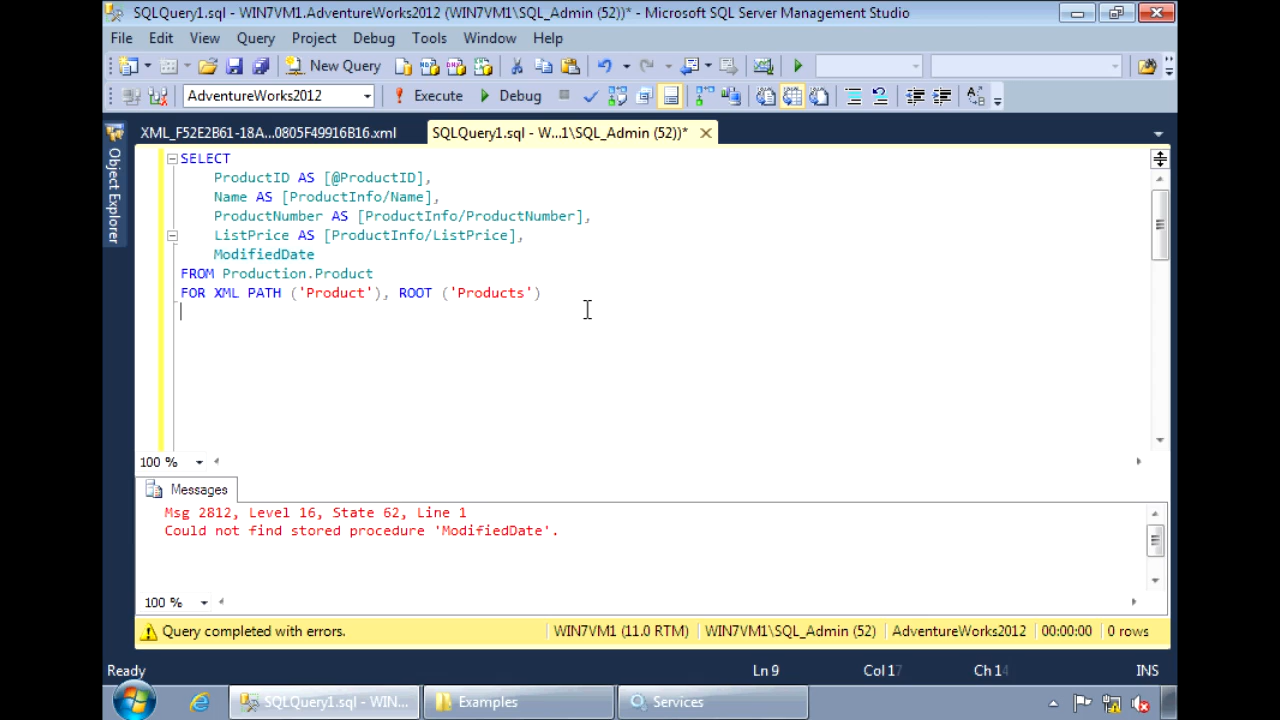 SQLQuery1.sql - WIN7VM1.AdventureWorks2012 (WIN7VM1\SQL_Admin (52))* - Microsoft SQL Server Management Studio
File Edit View Query Project Debug Tools Window Help
New Query
AdventureWorks2012 Execute Debug
XML_F52E2B61-18A...0805F49916B16.xml SQLQuery1.sql - W...1\SQL_Admin (52))*
Object Explorer
SELECT
ProductID AS [@ProductID],
Name AS [ProductInfo/Name],
ProductNumber AS [ProductInfo/ProductNumber],
ListPrice AS [ProductInfo/ListPrice],
ModifiedDate
FROM Production.Product
FOR XML PATH ('Product'), ROOT ('Products')
100 %
Messages
Msg 2812, Level 16, State 62, Line 1
Could not find stored procedure 'ModifiedDate'.
100 %
Query completed with errors. WIN7VM1 (11.0 RTM) WIN7VM1\SQL_Admin (52) AdventureWorks2012 00:00:00 0 rows
Ready Ln 9 Col 17 Ch 14 INS
SQLQuery1.sql - WIN... Examples Services